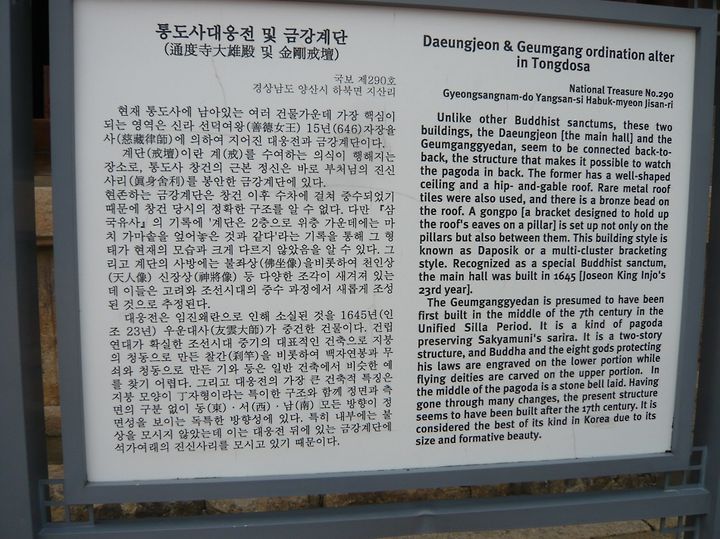 통도사대웅전 및 금강계단
(通度寺大雄殿 및 金剛戒壇)
국보 제290호
경상남도 양산시 하북면 지산리
현재 통도사에 남아있는 여러 건물가운데 가장 핵심이
되는 영역은 신라 선덕여왕(善德女王) 15년(646)자장율
사(慈藏律師)에 의하여 지어진 대웅전과 금강계단이다.
계단(戒壇)이란 계(戒)를 수여하는 의식이 행해지는
장소로, 통도사 창건의 근본 정신은 바로 부처님의 진신
사리(眞身舍利)를 봉안한 금강계단에 있다.
현존하는 금강계단은 창건 이후 수차에 걸쳐 중수되었기
때문에 창건 당시의 정확한 구조를 알 수 없다. 다만 『삼
국유사』의 기록에 '계단은 2층으로 위층 가운데에는 마
치 가마솥을 엎어놓은 것과 같다'라는 기록을 통해 그 형
태가 현재의 모습과 크게 다르지 않았음을 알 수 있다. 그
리고 계단의 사방에는 불좌상(佛坐像)을비롯하여 천인상
(天人像) 신장상(神將像) 등 다양한 조각이 새겨져 있는
데 이들은 고려와 조선시대의 중수 과정에서 새롭게 조성
된 것으로 추정된다.
대웅전은 임진왜란으로 인해 소실된 것을 1645년(인
조 23년) 우운대사(友雲大師)가 중건한 건물이다. 건립
연대가 확실한 조선시대 중기의 대표적인 건축으로 지붕
의 청동으로 만든 찰간(刹竿)을 비롯하여 백자연봉과 무
쇠와 청동으로 만든 기와 등은 일반 건축에서 비슷한 예
를 찾기 어렵다. 그리고 대웅전의 가장 큰 건축적 특징은
지붕 모양이 丁자형이라는 특이한 구조와 함께 정면과 측
면의 구분 없이 동(東)·서(西)·남(南) 모든 방향이 정
면성을 보이는 독특한 방향성에 있다. 특히 내부에는 불
상을 모시지 않았는데 이는 대웅전 뒤에 있는 금강계단에
석가여래의 진신사리를 모시고 있기 때문이다.
Daeungjeon & Geumgang ordination alter
in Tongdosa
National Treasure No.290
Gyeongsangnam-do Yangsan-si Habuk-myeon Jisan-ri
Unlike other Buddhist sanctums, these two
buildings, the Daeungjeon [the main hall] and the
Geumganggyedan, seem to be connected back-to-
back, the structure that makes it possible to watch
the pagoda in back. The former has a well-shaped
ceiling and a hip- and-gable roof. Rare metal roof
tiles were also used, and there is a bronze bead on
the roof. A gongpo [a bracket designed to hold up
the roof's eaves on a pillar] is set up not only on the
pillars but also between them. This building style is
known as Daposik or a multi-cluster bracketing
style. Recognized as a special Buddhist sanctum,
the main hall was built in 1645 [Joseon King Injo's
23rd year].
The Geumganggyedan is presumed to have been
first built in the middle of the 7th century in the
Unified Silla Period. It is a kind of pagoda
preserving Sakyamuni's sarira. It is a two-story
structure, and Buddha and the eight gods protecting
his laws are engraved on the lower portion while
flying deities are carved on the upper portion. In
the middle of the pagoda is a stone bell laid. Having
gone through many changes, the present structure
seems to have been built after the 17th century. It is
considered the best of its kind in Korea due to its
size and formative beauty.